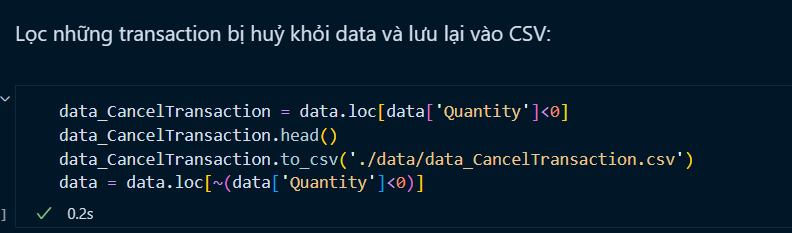 Lọc những transaction bị huỷ khỏi data và lưu lại vào CSV:
data_CancelTransaction = data.loc[data['Quantity']<0]
data_CancelTransaction.head()
data_CancelTransaction.to_csv('./data/data_CancelTransaction.csv')
data = data.loc[~(data['Quantity']<0)]
] ✓ 0.2s